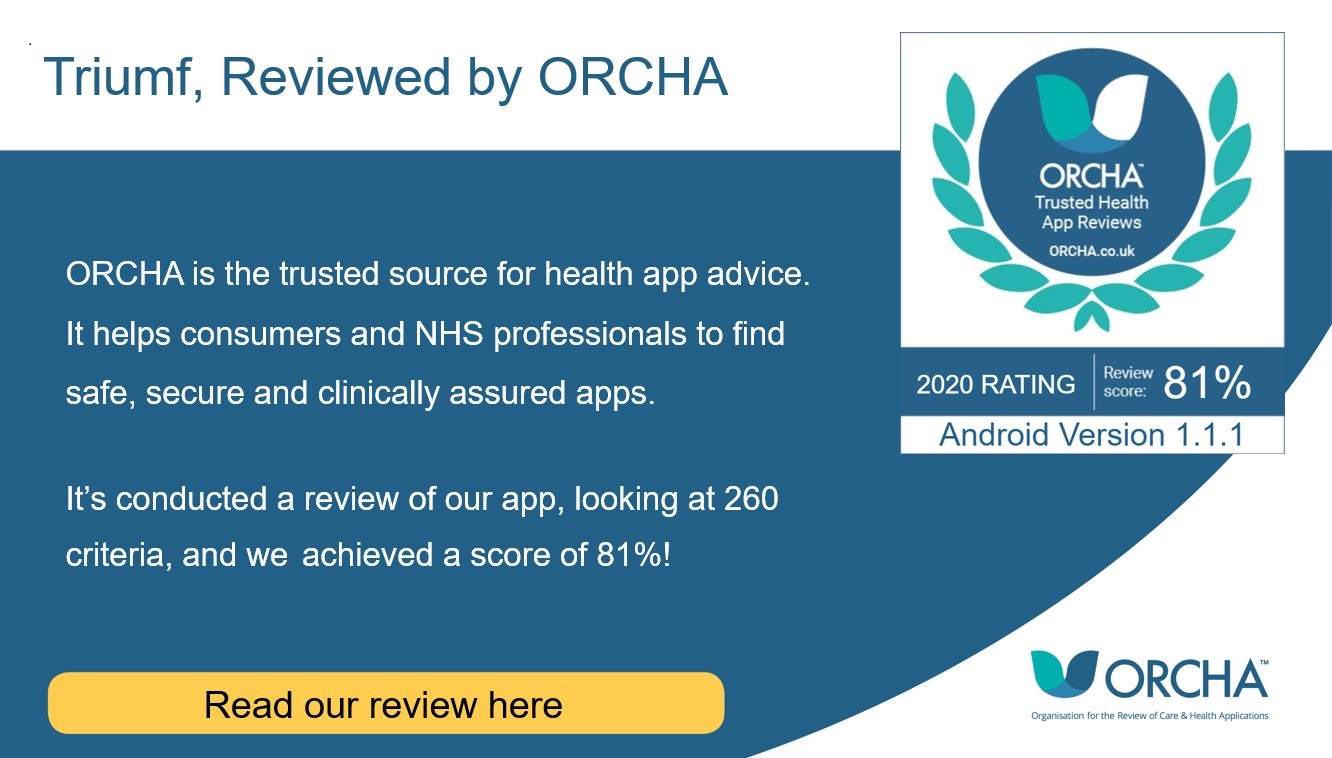 .
Triumf, Reviewed by ORCHA
ORCHA™
Trusted Health
App Reviews
ORCHA.co.uk
2020 RATING
Review
score:
81%
Android Version 1.1.1
ORCHA is the trusted source for health app advice.
It helps consumers and NHS professionals to find
safe, secure and clinically assured apps.
It’s conducted a review of our app, looking at 260
criteria, and we achieved a score of 81%!
Read our review here
ORCHA™
Organisation for the Review of Care & Health Applications